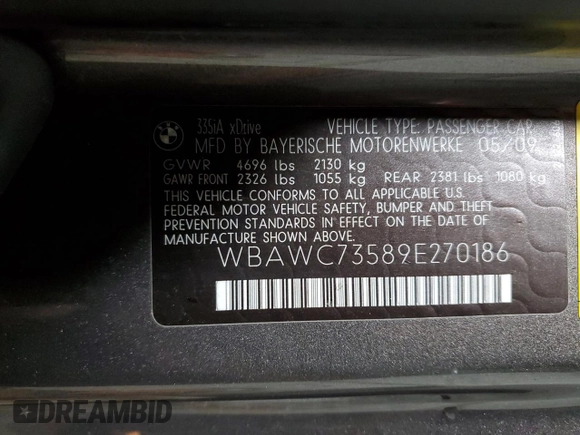 BMW
335iA xDrive
VEHICLE TYPE: PASSENGER CAR
MFD BY BAYERISCHE MOTORENWERKE 05/09
GVWR 4696 lbs 2130 kg
GAWR FRONT 2326 lbs 1055 kg REAR 2381 lbs 1080 kg
THIS VEHICLE CONFORMS TO ALL APPLICABLE U.S.
FEDERAL MOTOR VEHICLE SAFETY, BUMPER AND THEFT
PREVENTION STANDARDS IN EFFECT ON THE DATE OF
MANUFACTURE SHOWN ABOVE.
WBAWC73589E270186
DREAMBID